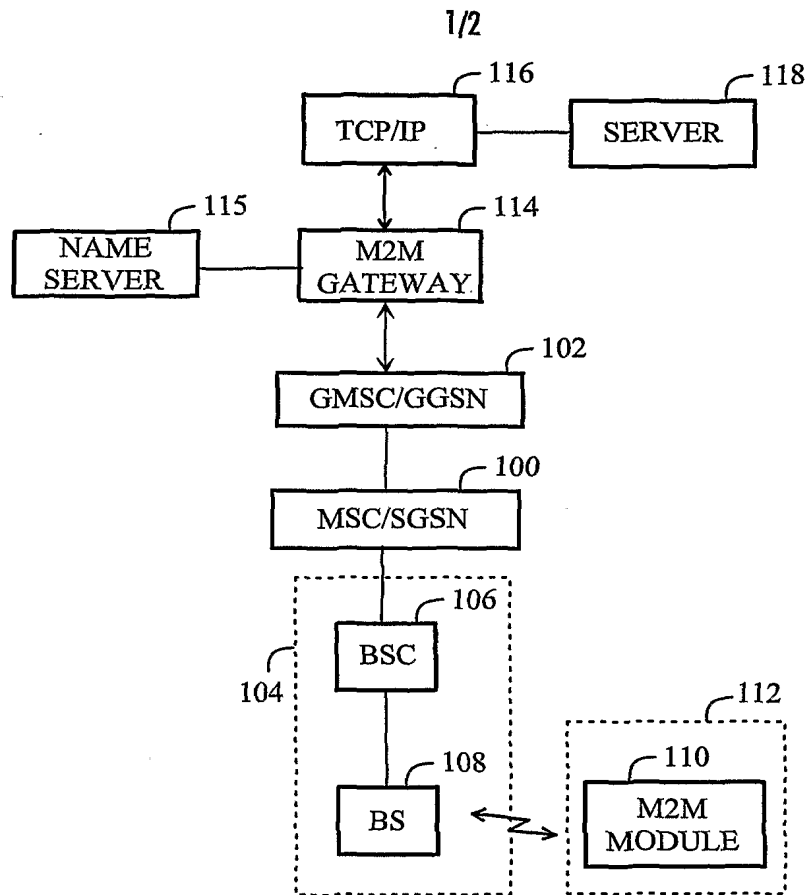 1/2
116
118
TCP/IP
SERVER
115
114
NAME
SERVER
M2M
GATEWAY
102
GMSC/GGSN
100
MSC/SGSN
106
BSC
104
112
108
110
BS
M2M
MODULE